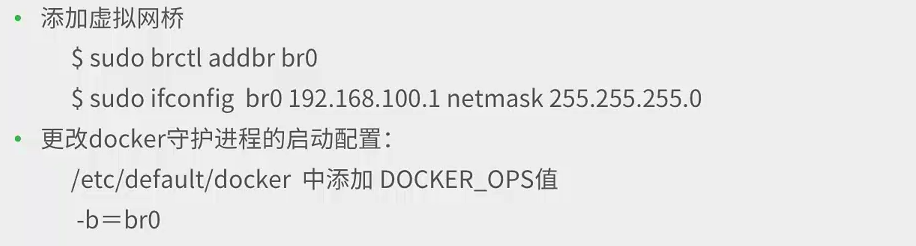 添加虚拟网桥
$ sudo brctl addbr br0
$ sudo ifconfig br0 192.168.100.1 netmask 255.255.255.0
更改docker守护进程的启动配置：
/etc/default/docker 中添加 DOCKER_OPS值
-b＝br0